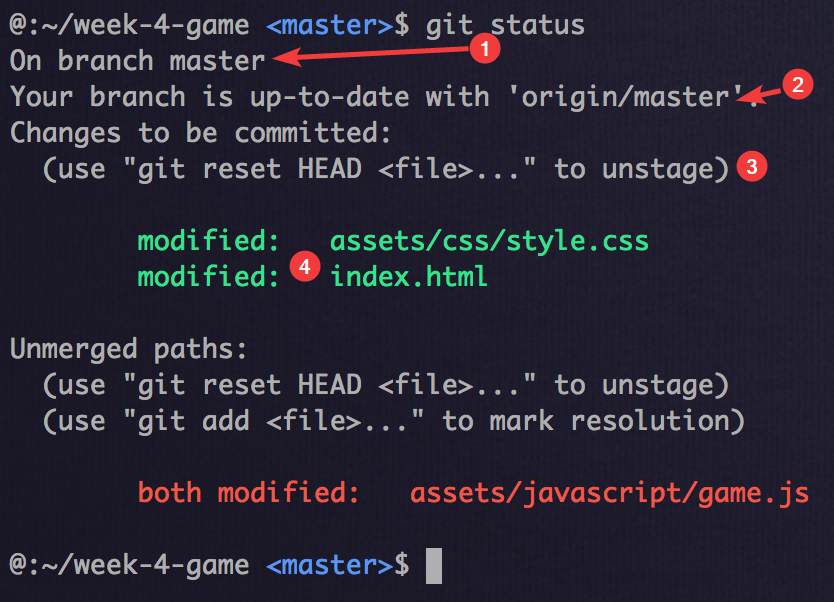 @:~/week-4-game <master>$ git status
On branch master
1
Your branch is up-to-date with 'origin/master'.
2
Changes to be committed:
(use "git reset HEAD <file>..." to unstage)
3
modified: assets/css/style.css
4
modified: index.html
Unmerged paths:
(use "git reset HEAD <file>..." to unstage)
(use "git add <file>..." to mark resolution)
both modified: assets/javascript/game.js
@:~/week-4-game <master>$